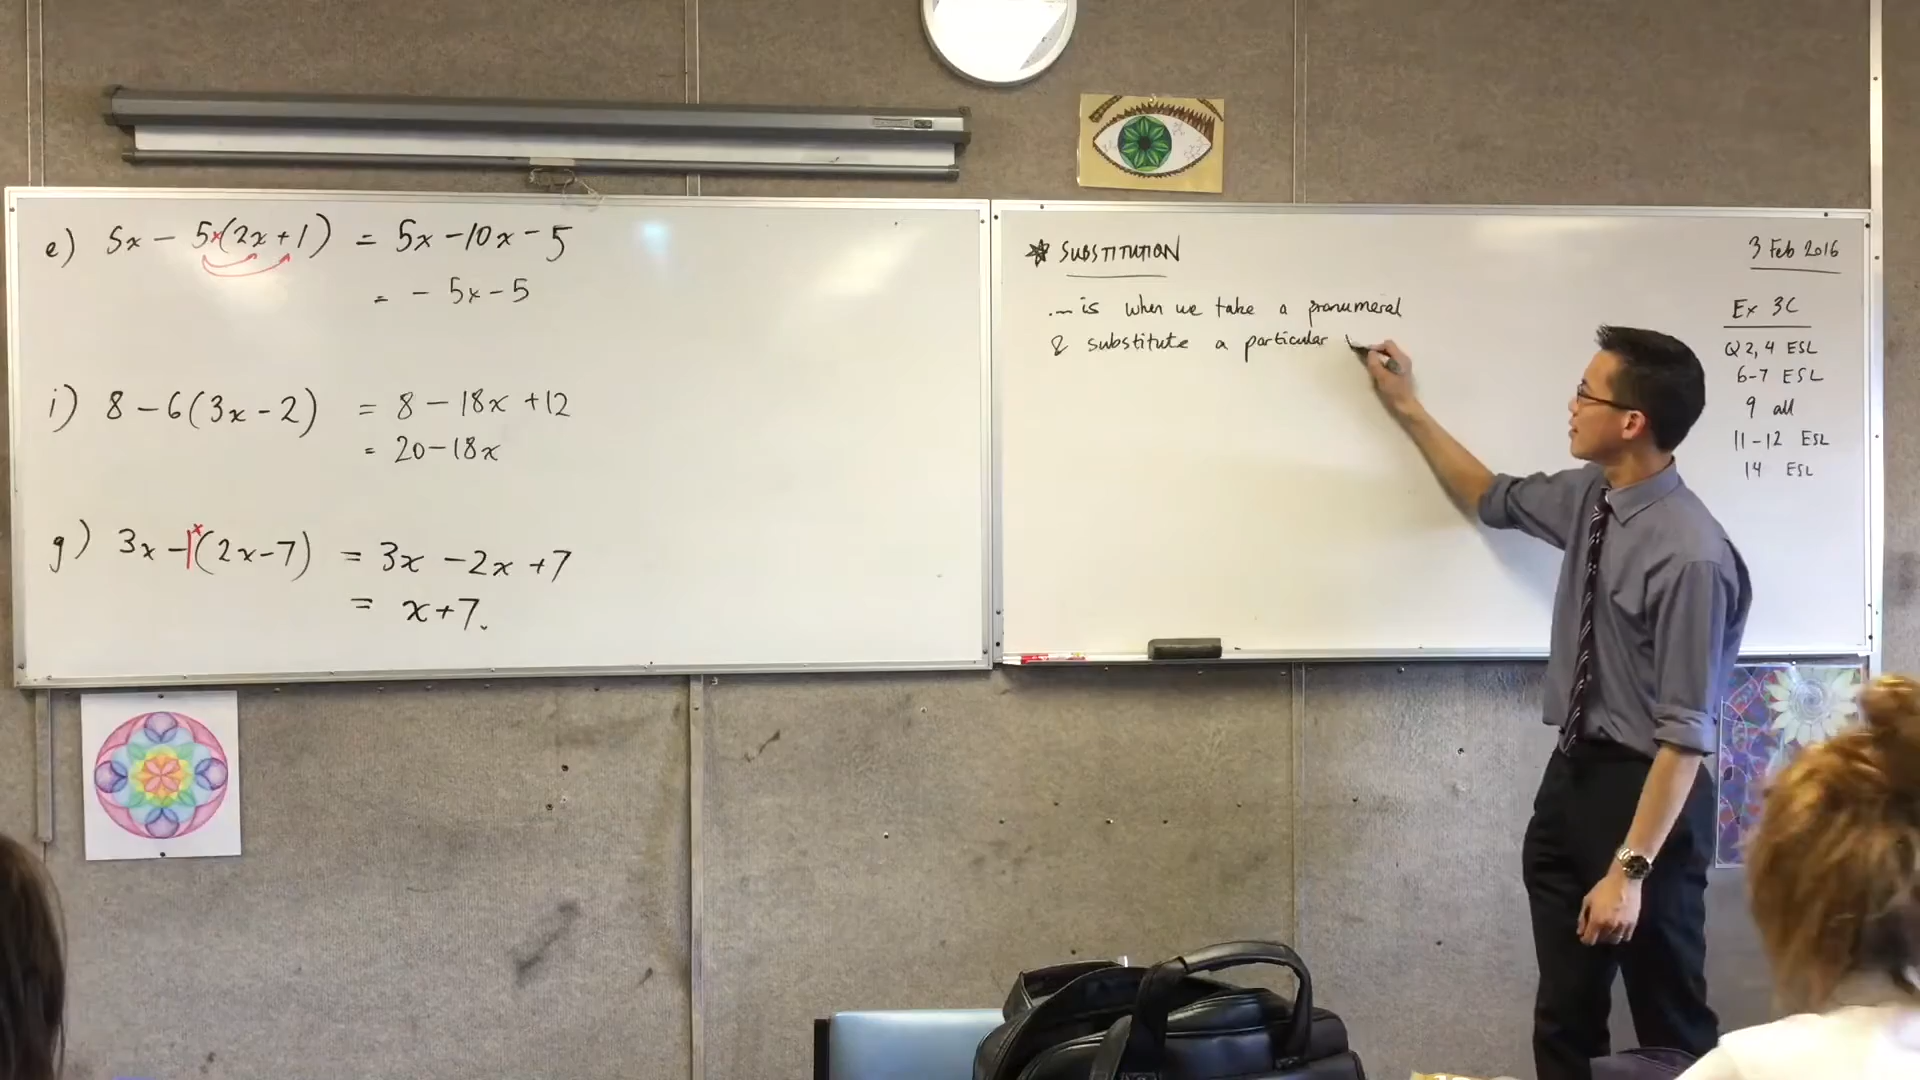 e) 5x - 5×(2x+1) = 5x -10x - 5
= - 5x - 5
i) 8 - 6(3x - 2) = 8 - 18x +12
= 20-18x
g) 3x -1×(2x-7) = 3x -2x +7
= x+7.
SUBSTITUTION
... is when we take a pronumeral
& substitute a particular
3 Feb 2016
Ex 3C
Q2, 4 ESL
6-7 ESL
9 all
11-12 ESL
14 ESL